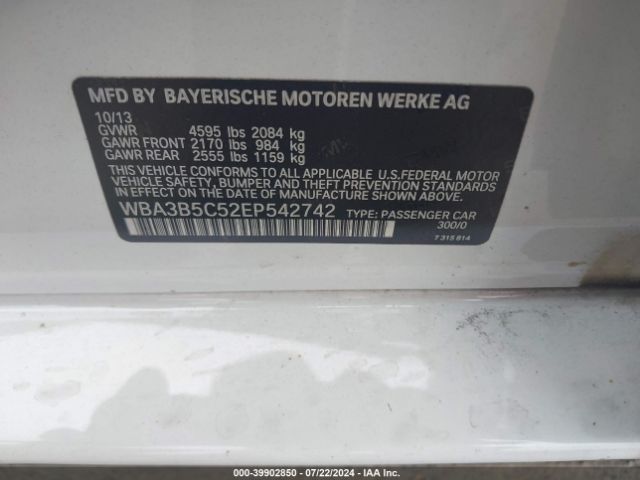 MFD BY BAYERISCHE MOTOREN WERKE AG
10/13
GVWR 4595 lbs 2084 kg
GAWR FRONT 2170 lbs 984 kg
GAWR REAR 2555 lbs 1159 kg
THIS VEHICLE CONFORMS TO ALL APPLICABLE U.S.FEDERAL MOTOR
VEHICLE SAFETY, BUMPER AND THEFT PREVENTION STANDARDS
IN EFFECT ON THE DATE OF MANUFACTURE SHOWN ABOVE.
WBA3B5C52EP542742 TYPE: PASSENGER CAR
300/0
7 315 814
000-39902850 | 07/22/2024 | IAA Inc.